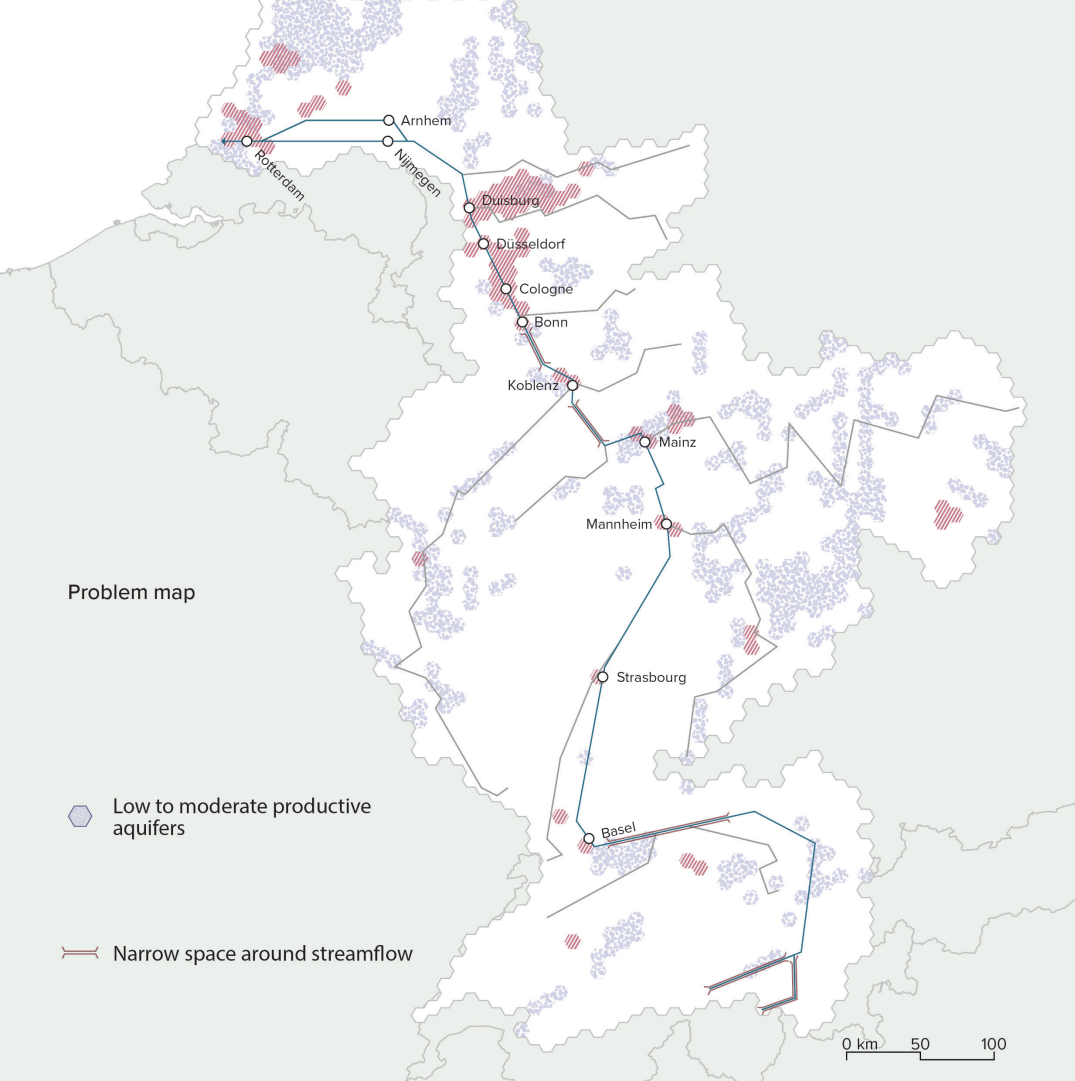 Arnhem
Rotterdam
Nijmegen
Duisburg
Düsseldorf
Cologne
Bonn
Koblenz
Mainz
Mannheim
Problem map
Strasbourg
Low to moderate productive
aquifers
Basel
Narrow space around streamflow
0 km 50 100